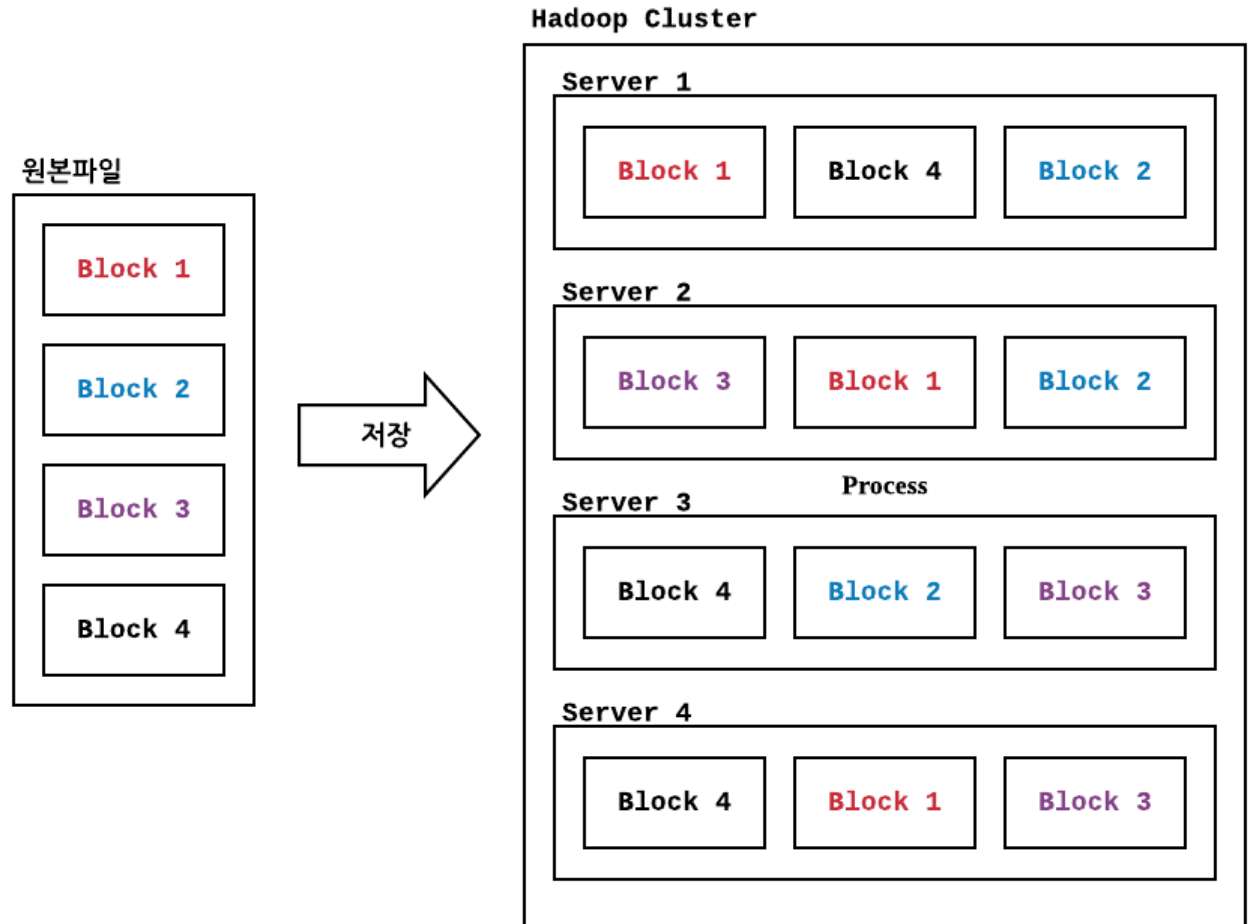 Hadoop Cluster
Server 1
Block 1 Block 4 Block 2
원본파일
Block 1
Block 2
Block 3
Block 4
저장
Server 2
Block 3 Block 1 Block 2
Process
Server 3
Block 4 Block 2 Block 3
Server 4
Block 4 Block 1 Block 3